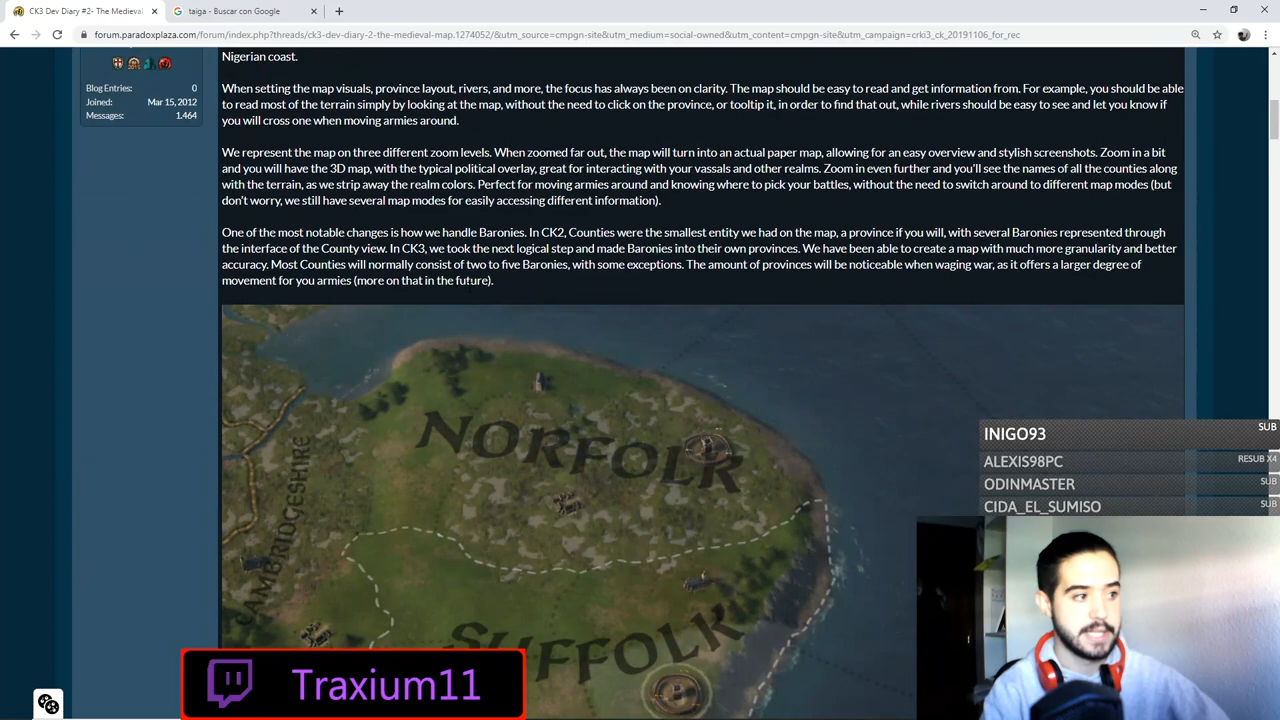 CK3 Dev Diary #2- The Medieval
taiga - Buscar con Google
forum.paradoxplaza.com/forum/index.php?threads/ck3-dev-diary-2-the-medieval-map.1274052/&utm_source=cmpgn-site&utm_medium=social-owned&utm_content=cmpgn-site&utm_campaign=crki3_ck_20191106_for_rec
Nigerian coast.
Blog Entries: 0
Joined: Mar 15, 2012
Messages: 1.464
When setting the map visuals, province layout, rivers, and more, the focus has always been on clarity. The map should be easy to read and get information from. For example, you should be able
to read most of the terrain simply by looking at the map, without the need to click on the province, or tooltip it, in order to find that out, while rivers should be easy to see and let you know if
you will cross one when moving armies around.
We represent the map on three different zoom levels. When zoomed far out, the map will turn into an actual paper map, allowing for an easy overview and stylish screenshots. Zoom in a bit
and you will have the 3D map, with the typical political overlay, great for interacting with your vassals and other realms. Zoom in even further and you'll see the names of all the counties along
with the terrain, as we strip away the realm colors. Perfect for moving armies around and knowing where to pick your battles, without the need to switch around to different map modes (but
don't worry, we still have several map modes for easily accessing different information).
One of the most notable changes is how we handle Baronies. In CK2, Counties were the smallest entity we had on the map, a province if you will, with several Baronies represented through
the interface of the County view. In CK3, we took the next logical step and made Baronies into their own provinces. We have been able to create a map with much more granularity and better
accuracy. Most Counties will normally consist of two to five Baronies, with some exceptions. The amount of provinces will be noticeable when waging war, as it offers a larger degree of
movement for you armies (more on that in the future).
NORFOLK
CAMBRIDGESHIRE
SUFFOLK
INIGO93 SUB
ALEXIS98PC RESUB X4
ODINMASTER SUB
CIDA_EL_SUMISO SUB
Traxium11